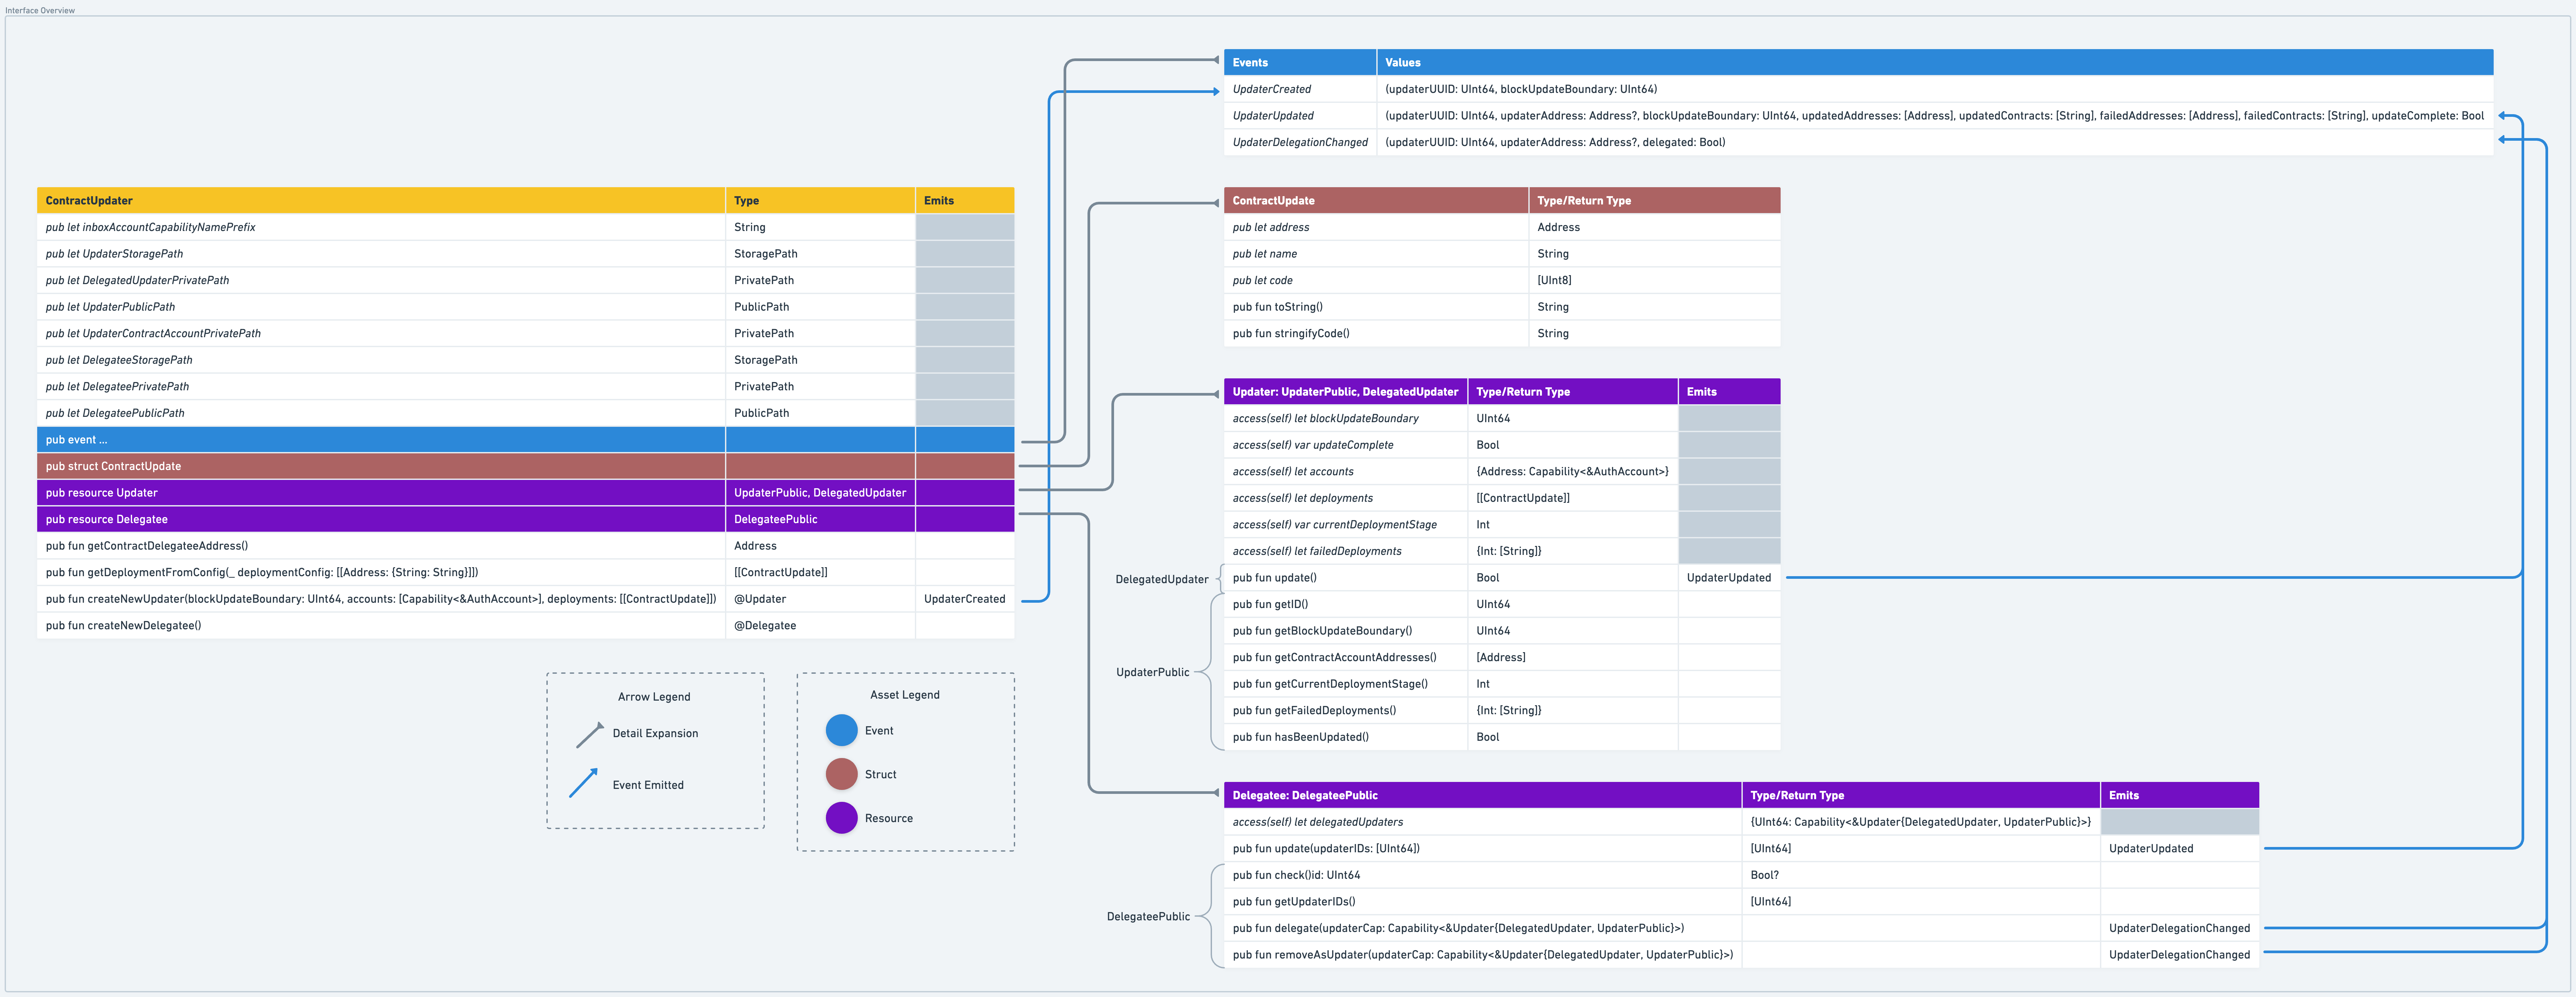 Interface Overview
Events Values
UpdaterCreated (updaterUUID: UInt64, blockUpdateBoundary: UInt64)
UpdaterUpdated (updaterUUID: UInt64, updaterAddress: Address?, blockUpdateBoundary: UInt64, updatedAddresses: [Address], updatedContracts: [String], failedAddresses: [Address], failedContracts: [String], updateComplete: Bool
UpdaterDelegationChanged (updaterUUID: UInt64, updaterAddress: Address?, delegated: Bool)
ContractUpdater Type Emits
pub let inboxAccountCapabilityNamePrefix String
pub let UpdaterStoragePath StoragePath
pub let DelegatedUpdaterPrivatePath PrivatePath
pub let UpdaterPublicPath PublicPath
pub let UpdaterContractAccountPrivatePath PrivatePath
pub let DelegateeStoragePath StoragePath
pub let DelegateePrivatePath PrivatePath
pub let DelegateePublicPath PublicPath
pub event ...
pub struct ContractUpdate
pub resource Updater UpdaterPublic, DelegatedUpdater
pub resource Delegatee DelegateePublic
pub fun getContractDelegateeAddress() Address
pub fun getDeploymentFromConfig(_ deploymentConfig: [[Address: {String: String}]]) [[ContractUpdate]]
pub fun createNewUpdater(blockUpdateBoundary: UInt64, accounts: [Capability<&AuthAccount>], deployments: [[ContractUpdate]]) @Updater UpdaterCreated
pub fun createNewDelegatee() @Delegatee
ContractUpdate Type/Return Type
pub let address Address
pub let name String
pub let code [UInt8]
pub fun toString() String
pub fun stringifyCode() String
Updater: UpdaterPublic, DelegatedUpdater Type/Return Type Emits
access(self) let blockUpdateBoundary UInt64
access(self) var updateComplete Bool
access(self) let accounts {Address: Capability<&AuthAccount>}
access(self) let deployments [[ContractUpdate]]
access(self) var currentDeploymentStage Int
access(self) let failedDeployments {Int: [String]}
DelegatedUpdater
pub fun update() Bool UpdaterUpdated
pub fun getID() UInt64
pub fun getBlockUpdateBoundary() UInt64
pub fun getContractAccountAddresses() [Address]
UpdaterPublic
pub fun getCurrentDeploymentStage() Int
pub fun getFailedDeployments() {Int: [String]}
pub fun hasBeenUpdated() Bool
Arrow Legend
Detail Expansion
Event Emitted
Asset Legend
Event
Struct
Resource
Delegatee: DelegateePublic Type/Return Type Emits
access(self) let delegatedUpdaters {UInt64: Capability<&Updater{DelegatedUpdater, UpdaterPublic}>}
pub fun update(updaterIDs: [UInt64]) [UInt64] UpdaterUpdated
pub fun check()id: UInt64 Bool?
pub fun getUpdaterIDs() [UInt64]
DelegateePublic
pub fun delegate(updaterCap: Capability<&Updater{DelegatedUpdater, UpdaterPublic}>) UpdaterDelegationChanged
pub fun removeAsUpdater(updaterCap: Capability<&Updater{DelegatedUpdater, UpdaterPublic}>) UpdaterDelegationChanged